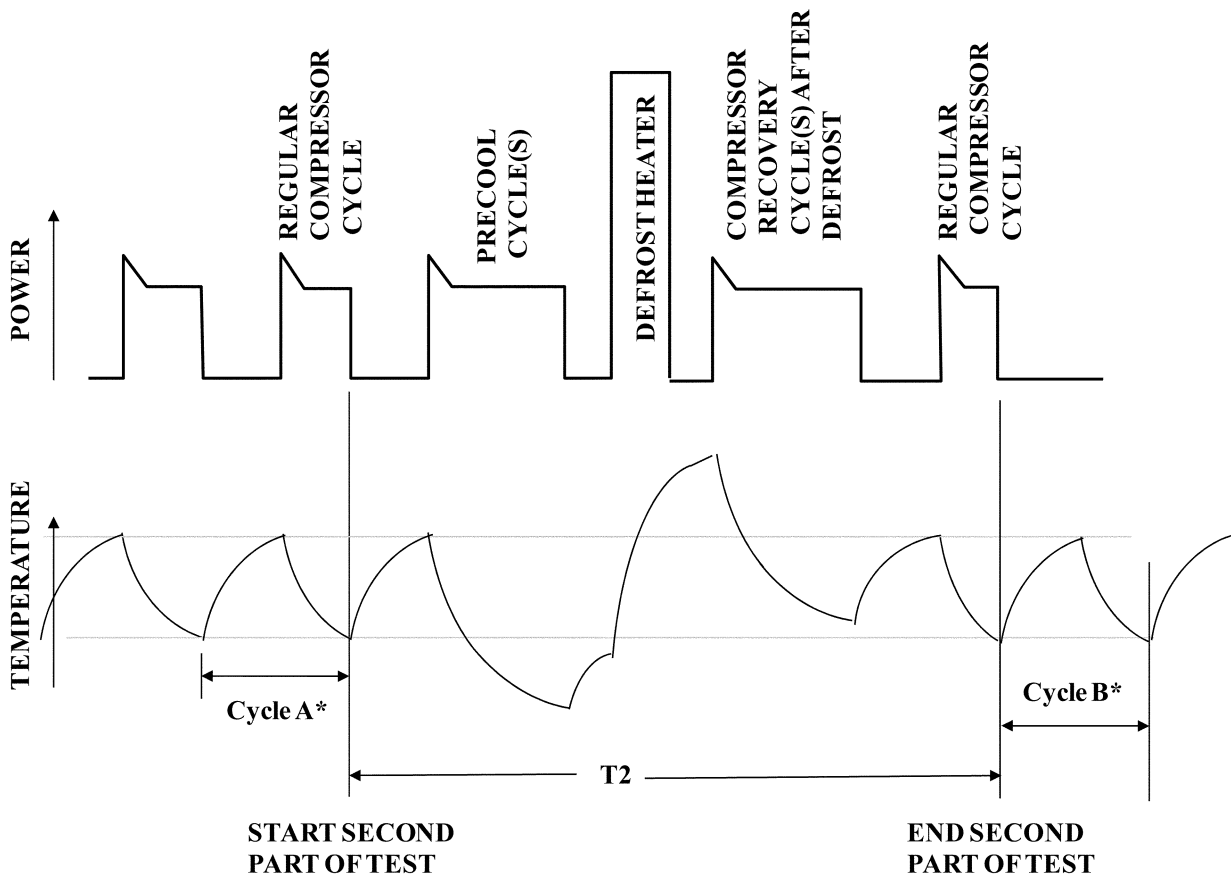 REGULAR
COMPRESSOR
CYCLE
PRECOOL
CYCLE(S)
DEFROST HEATER
COMPRESSOR
RECOVERY
CYCLE(S) AFTER
DEFROST
REGULAR
COMPRESSOR
CYCLE
POWER
TEMPERATURE
Cycle A*
Cycle B*
T2
START SECOND
PART OF TEST
END SECOND
PART OF TEST